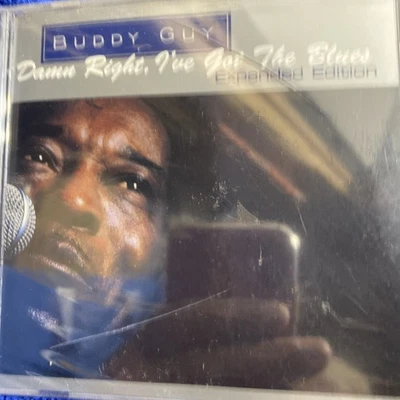 BUDDY GUY
Damn Right, I've Got The Blues
Expanded Edition